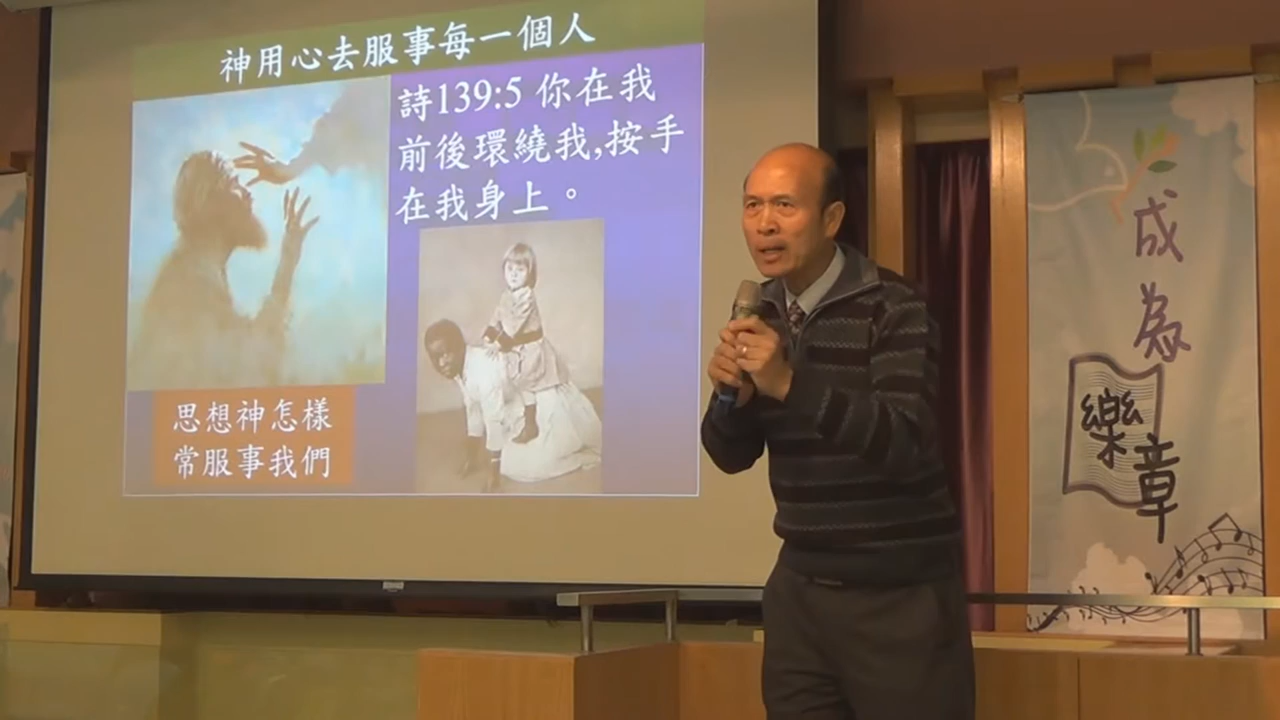 神用心去服事每一個人
詩139:5 你在我
前後環繞我,按手
在我身上。
思想神怎樣
常服事我們
成為
樂章